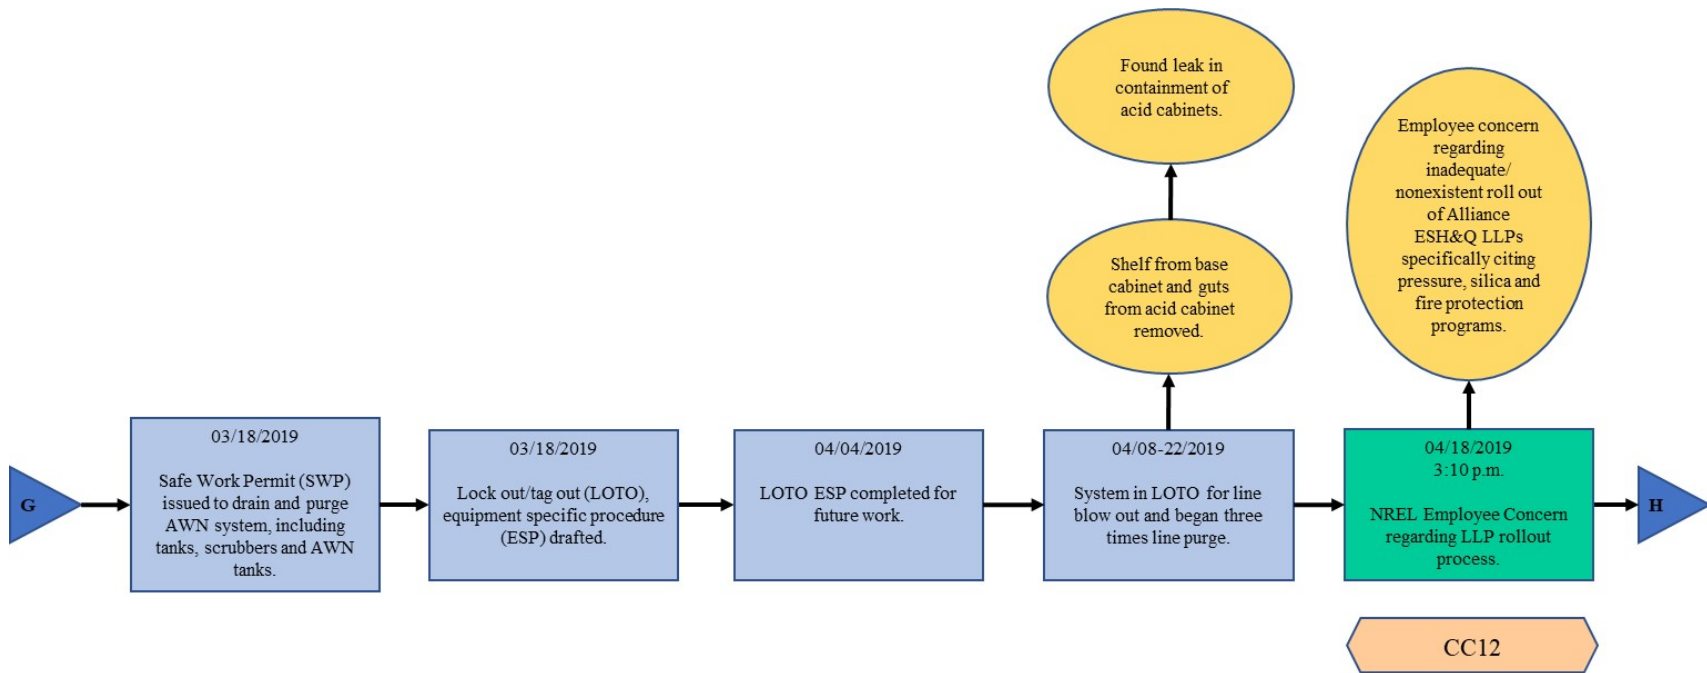 Found leak in
containment of
acid cabinets.
Shelf from base
cabinet and guts
from acid cabinet
removed.
Employee concern
regarding
inadequate/
nonexistent roll out
of Alliance
ESH&Q LLPs
specifically citing
pressure, silica and
fire protection
programs.
G
03/18/2019
Safe Work Permit (SWP)
issued to drain and purge
AWN system, including
tanks, scrubbers and AWN
tanks.
03/18/2019
Lock out/tag out (LOTO),
equipment specific procedure
(ESP) drafted.
04/04/2019
LOTO ESP completed for
future work.
04/08-22/2019
System in LOTO for line
blow out and began three
times line purge.
04/18/2019
3:10 p.m.
NREL Employee Concern
regarding LLP rollout
process.
H
CC12